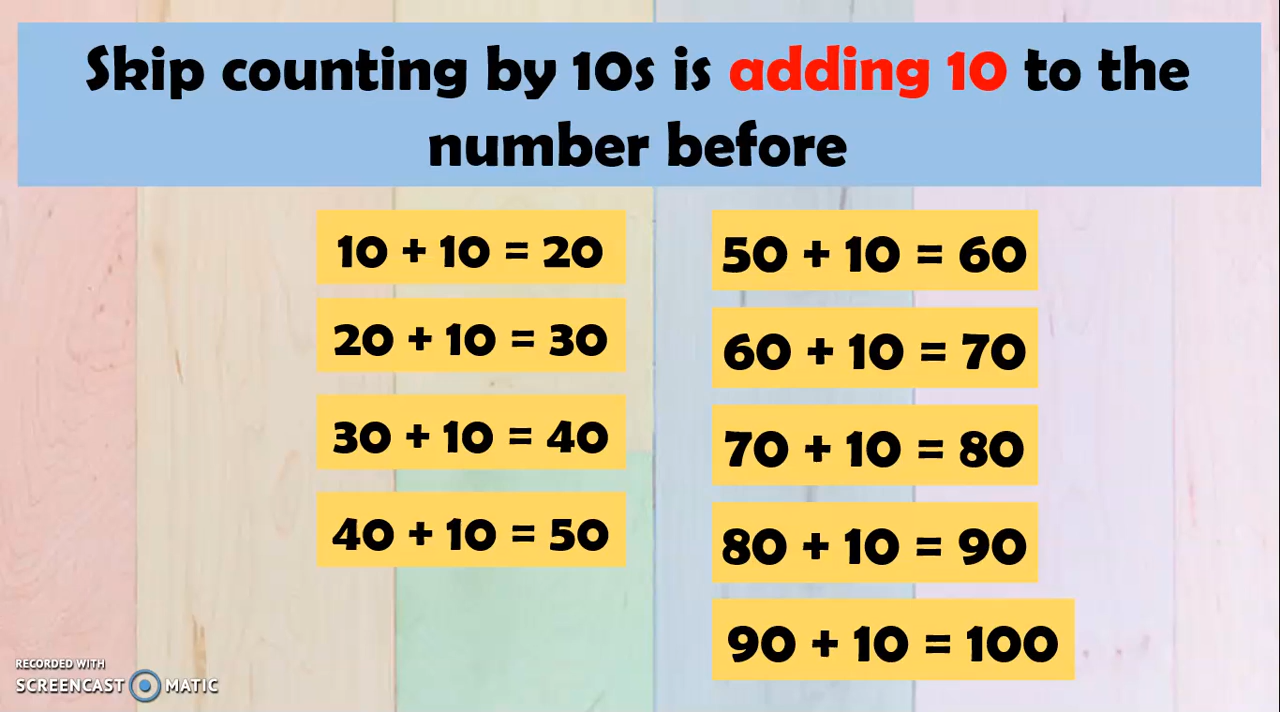 Skip counting by 10s is adding 10 to the
number before
10 + 10 = 20
20 + 10 = 30
30 + 10 = 40
40 + 10 = 50
50 + 10 = 60
60 + 10 = 70
70 + 10 = 80
80 + 10 = 90
90 + 10 = 100
RECORDED WITH
SCREENCAST MATIC